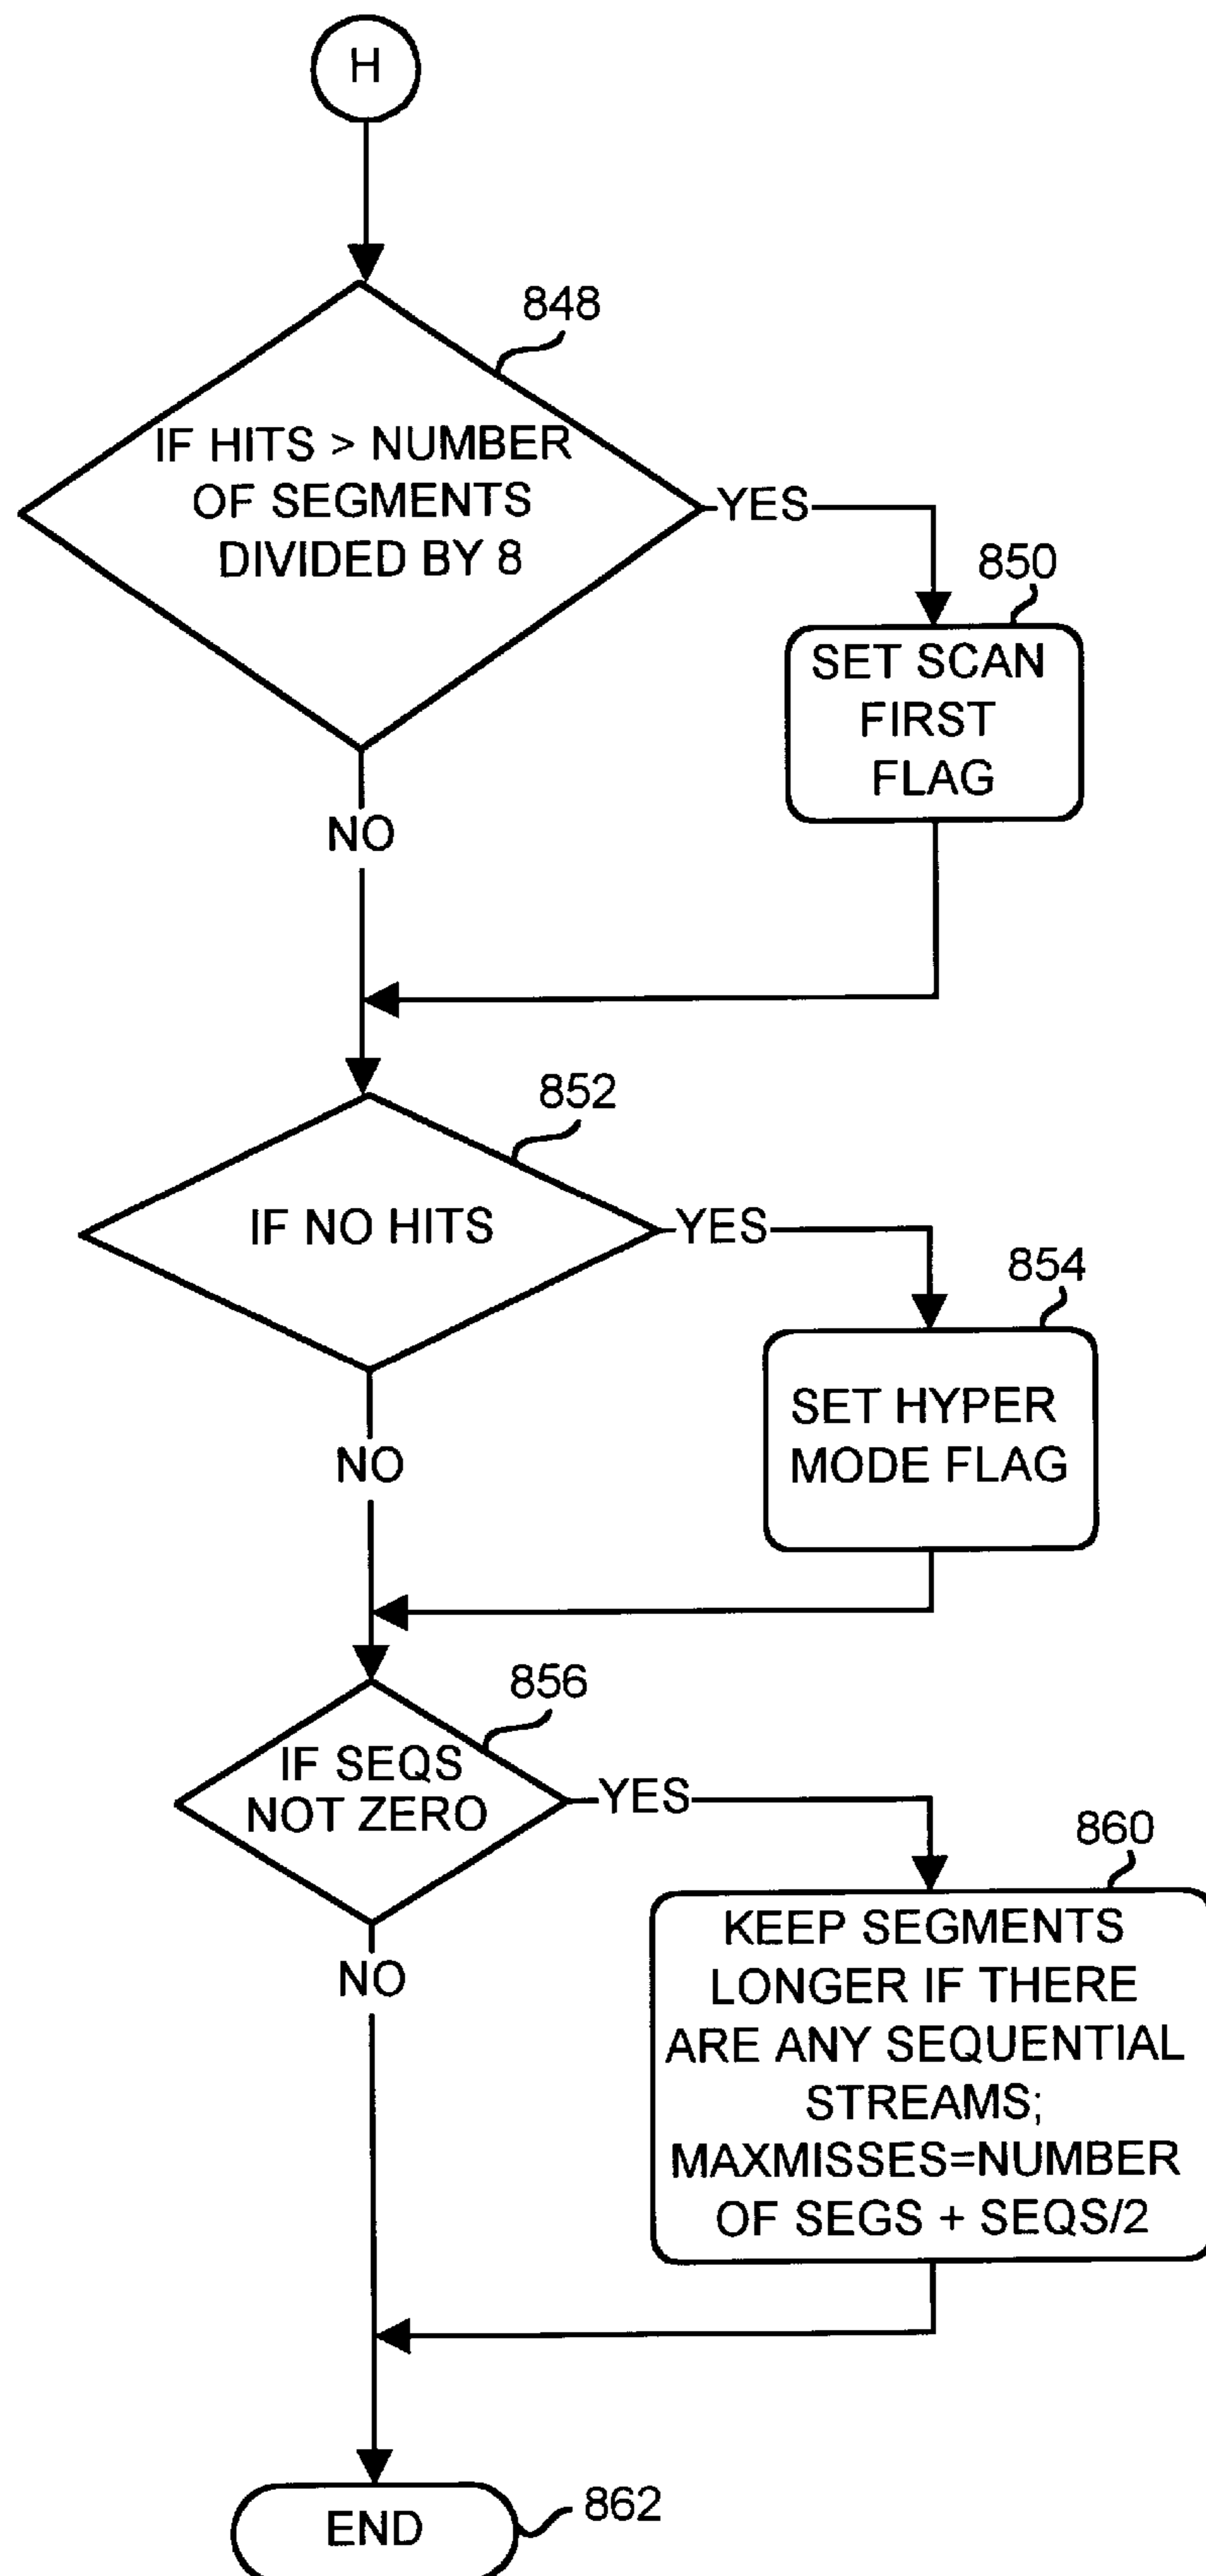 H
848
IF HITS > NUMBER
OF SEGMENTS
DIVIDED BY 8
YES
850
SET SCAN
FIRST
FLAG
NO
852
IF NO HITS
YES
854
SET HYPER
MODE FLAG
NO
856
IF SEQS
NOT ZERO
YES
860
KEEP SEGMENTS
LONGER IF THERE
ARE ANY SEQUENTIAL
STREAMS;
MAXMISSES=NUMBER
OF SEGS + SEQS/2
NO
END
862